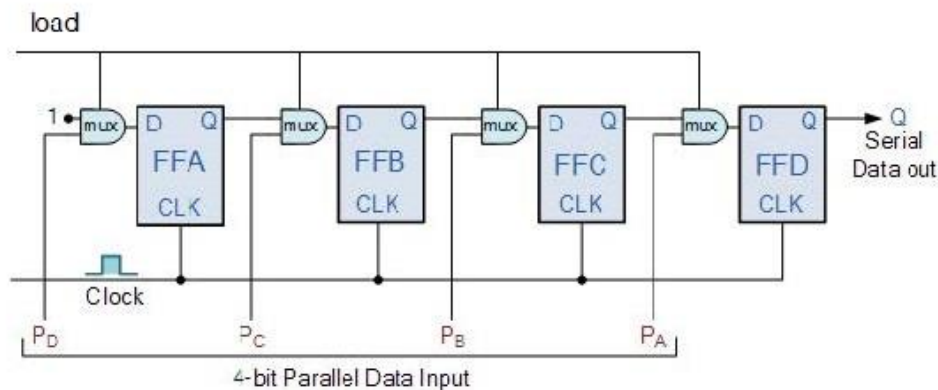 load
1 mux D Q mux D Q mux D Q mux D Q Q
FFA FFB FFC FFD Serial
Data out
CLK CLK CLK CLK
Clock
PD PC PB PA
4-bit Parallel Data Input